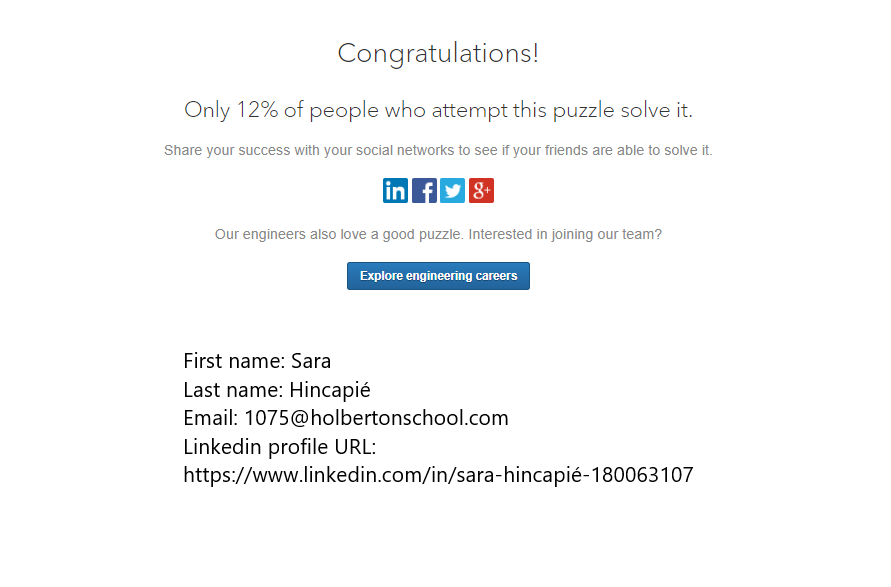 Congratulations!
Only 12% of people who attempt this puzzle solve it.
Share your success with your social networks to see if your friends are able to solve it.
in f g+
Our engineers also love a good puzzle. Interested in joining our team?
Explore engineering careers
First name: Sara
Last name: Hincapié
Email: 1075@holbertonschool.com
Linkedin profile URL:
https://www.linkedin.com/in/sara-hincapié-180063107